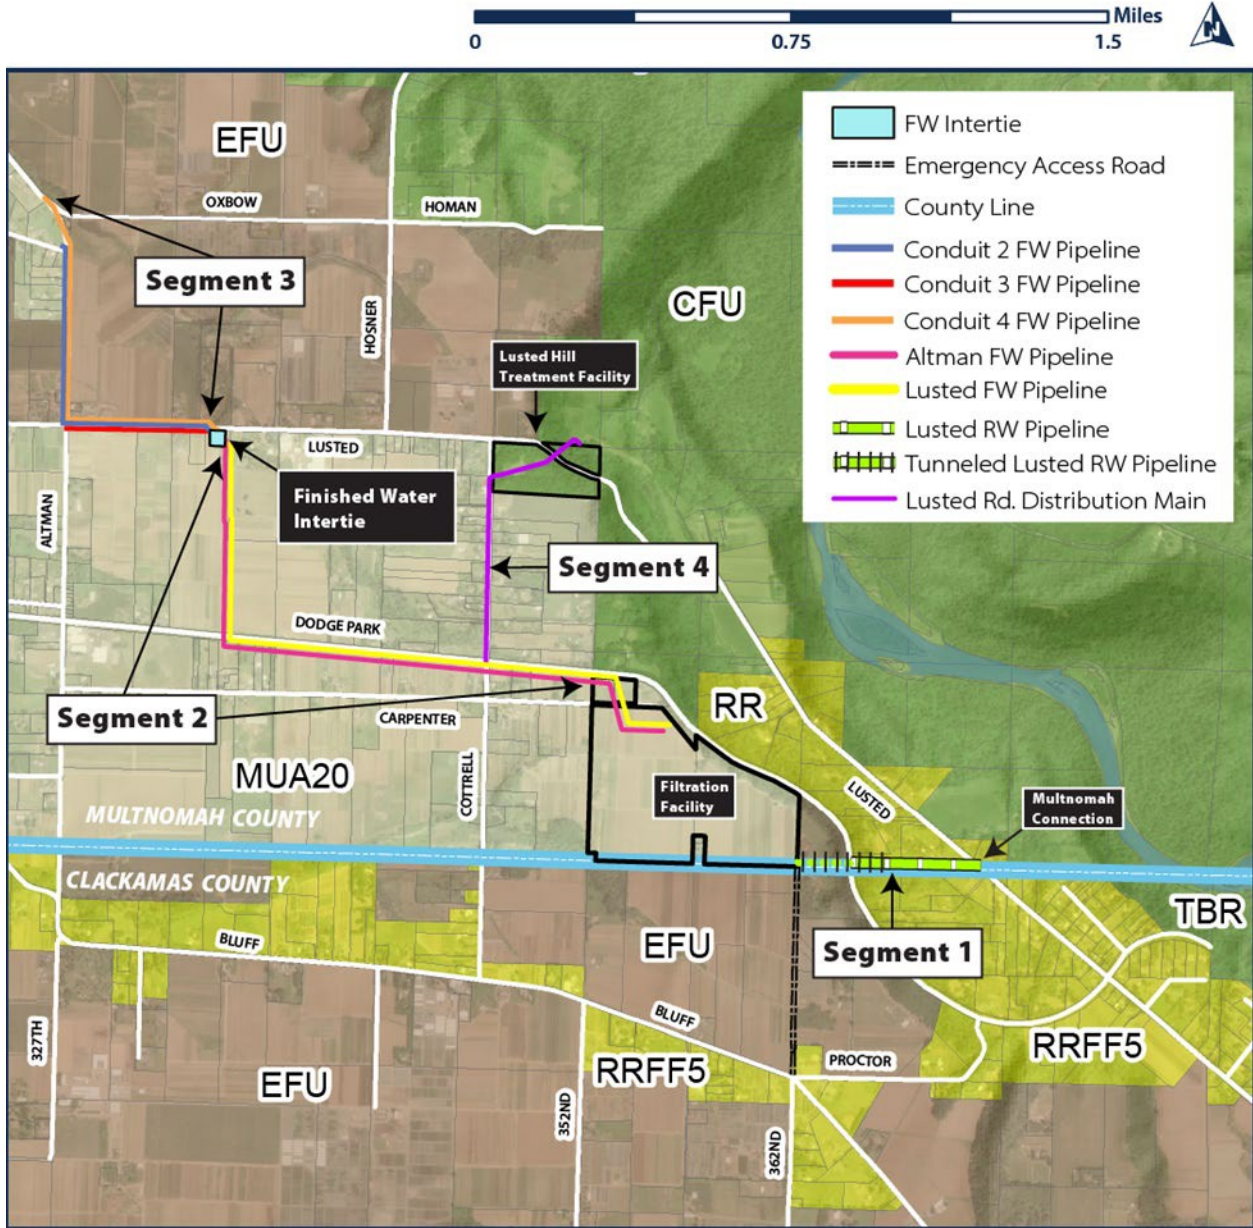 Miles
0
0.75
1.5
N
FW Intertie
Emergency Access Road
County Line
Conduit 2 FW Pipeline
Conduit 3 FW Pipeline
Conduit 4 FW Pipeline
Altman FW Pipeline
Lusted FW Pipeline
Lusted RW Pipeline
Tunneled Lusted RW Pipeline
Lusted Rd. Distribution Main
EFU
OXBOW
HOMAN
Segment 3
CFU
HOSNER
Lusted Hill
Treatment Facility
LUSTED
Finished Water
Intertie
ALTMAN
Segment 4
DODGE PARK
Segment 2
CARPENTER
RR
MUA20
COTTRELL
Filtration
Facility
LUSTED
Multnomah
Connection
MULTNOMAH COUNTY
CLACKAMAS COUNTY
TBR
BLUFF
EFU
Segment 1
327TH
BLUFF
EFU
352ND
RRFF5
PROCTOR
RRFF5
362ND